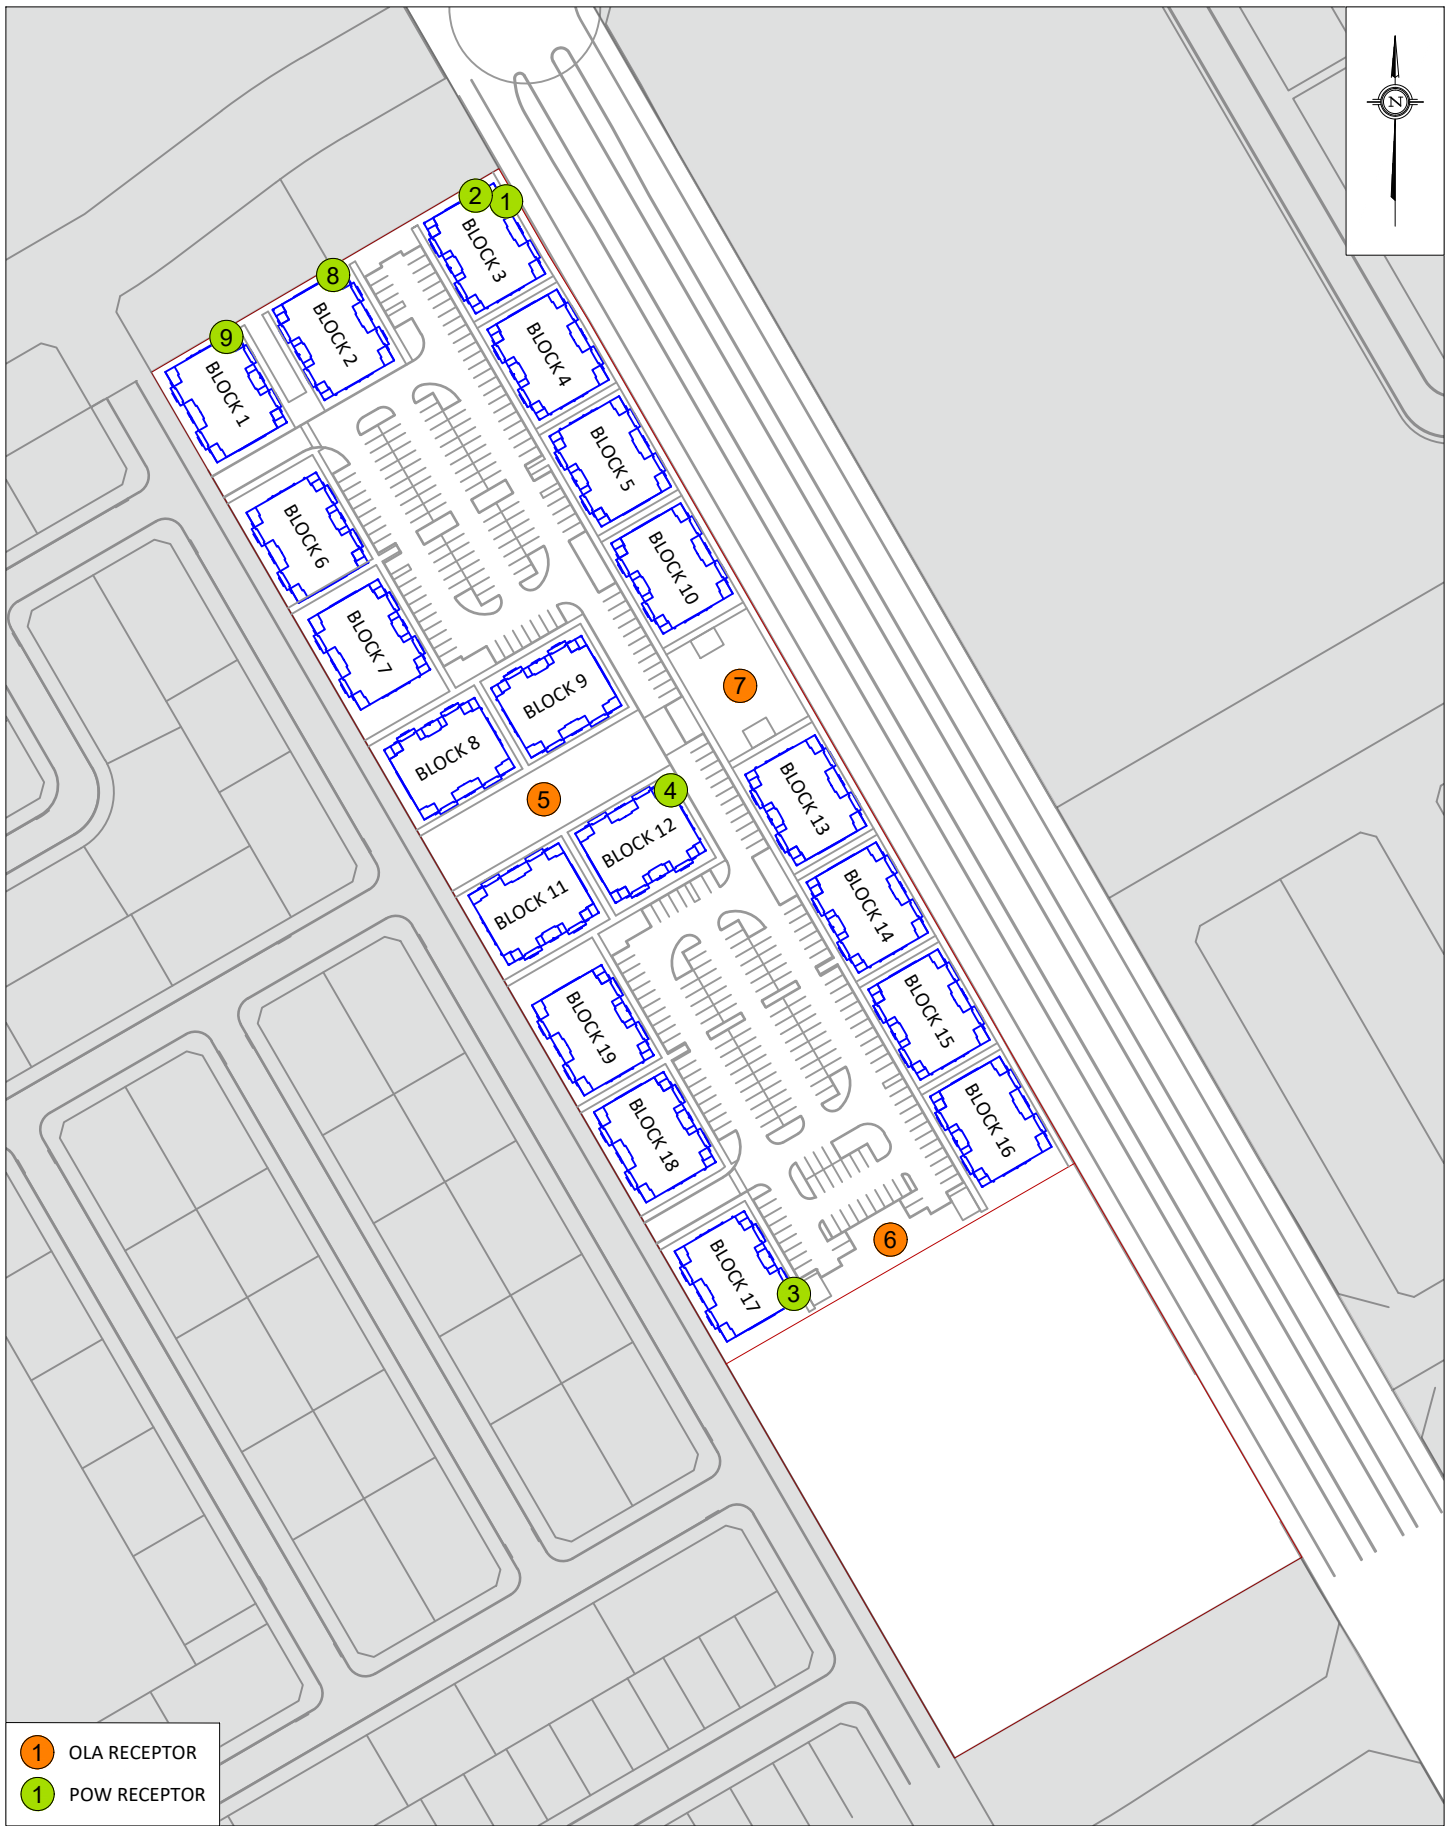 N
2
1
BLOCK 3
8
BLOCK 2
9
BLOCK 1
BLOCK 4
BLOCK 5
BLOCK 6
BLOCK 10
BLOCK 7
7
BLOCK 9
BLOCK 8
5
4
BLOCK 13
BLOCK 12
BLOCK 11
BLOCK 14
BLOCK 15
BLOCK 19
BLOCK 16
BLOCK 18
6
BLOCK 17
3
1 OLA RECEPTOR
1 POW RECEPTOR